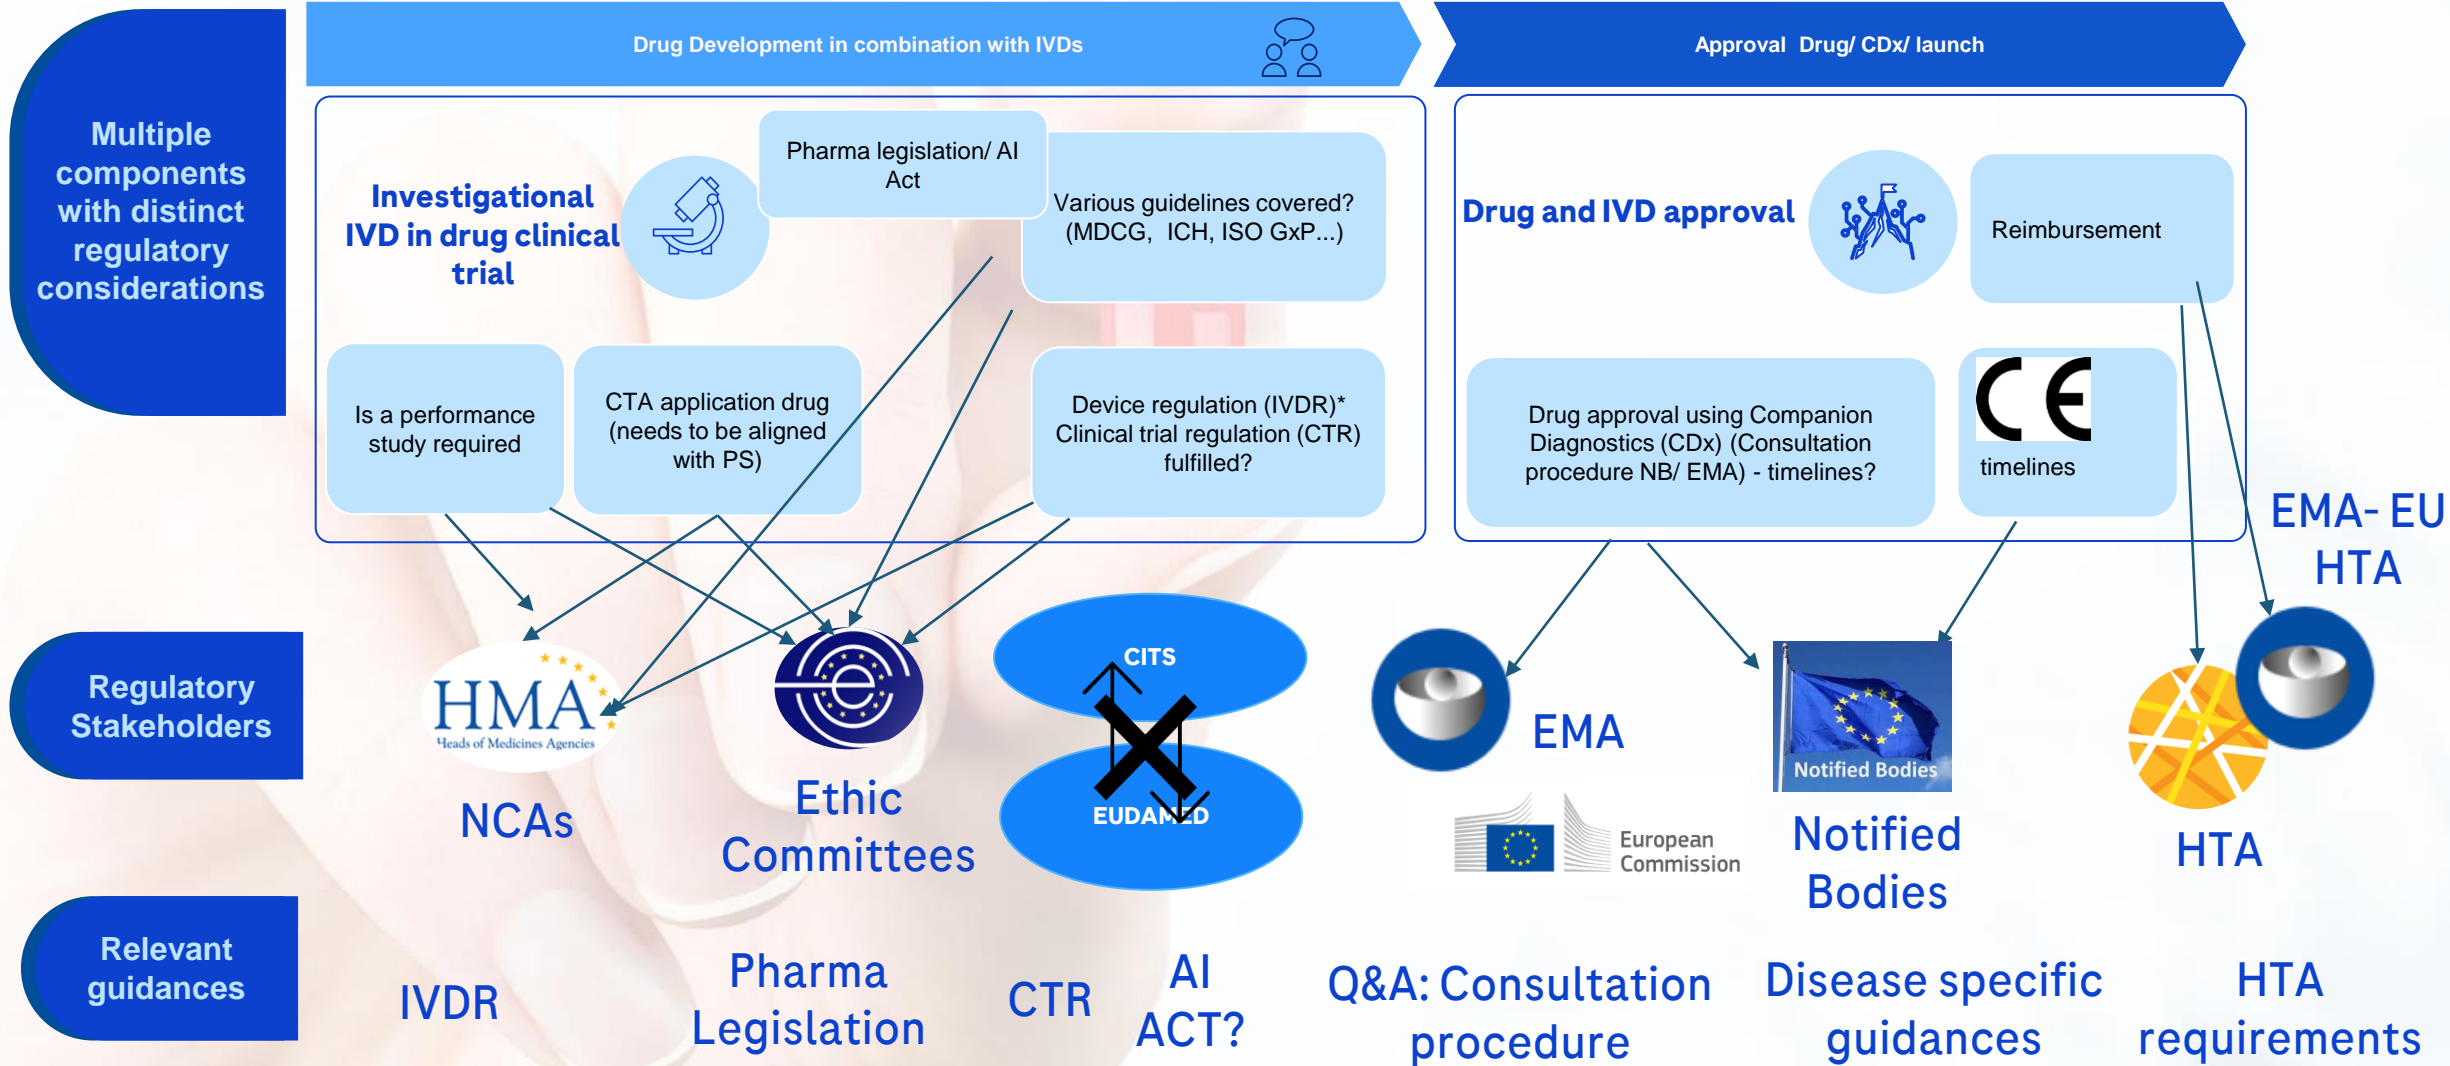 Drug Development in combination with IVDs
Approval Drug/ CDx/ launch
Multiple
components
with distinct
regulatory
considerations
Investigational
IVD in drug clinical
trial
Pharma legislation/ AI
Act
Various guidelines covered?
(MDCG, ICH, ISO GxP...)
Is a performance
study required
CTA application drug
(needs to be aligned
with PS)
Device regulation (IVDR)*
Clinical trial regulation (CTR)
fulfilled?
Drug and IVD approval
Reimbursement
Drug approval using Companion
Diagnostics (CDx) (Consultation
procedure NB/ EMA) - timelines?
CE
timelines
EMA- EU
HTA
Regulatory
Stakeholders
HMA
Heads of Medicines Agencies
NCAs
Ethic
Committees
CITS
EUDAMED
EMA
European
Commission
Notified Bodies
Notified
Bodies
HTA
Relevant
guidances
IVDR
Pharma
Legislation
CTR
AI
ACT?
Q&A: Consultation
procedure
Disease specific
guidances
HTA
requirements